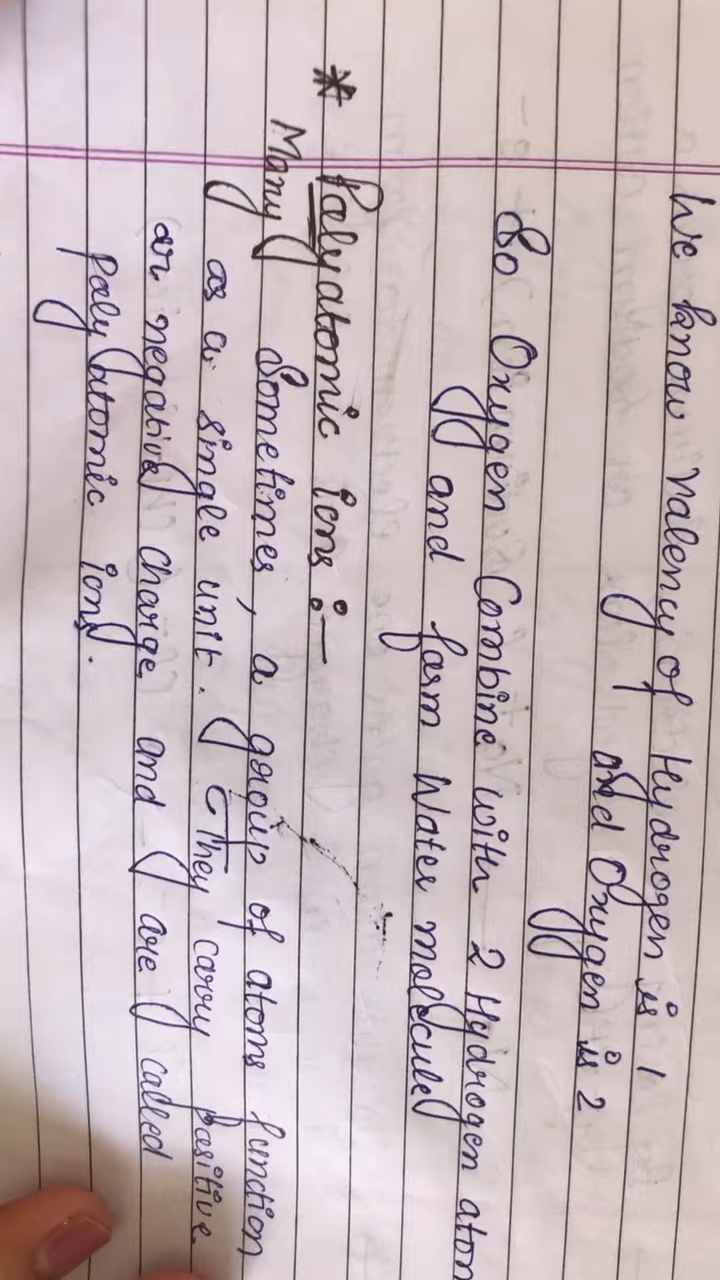 We know Valency of Hydrogen is 1
and Oxygen is 2
So Oxygen Combine with 2 Hydrogen atom
and form Water molecule
* Polyatomic ions :-
Many Sometimes, a group of atoms function
as a single unit. They carry positive
or negative charge and are called
polyatomic ions.